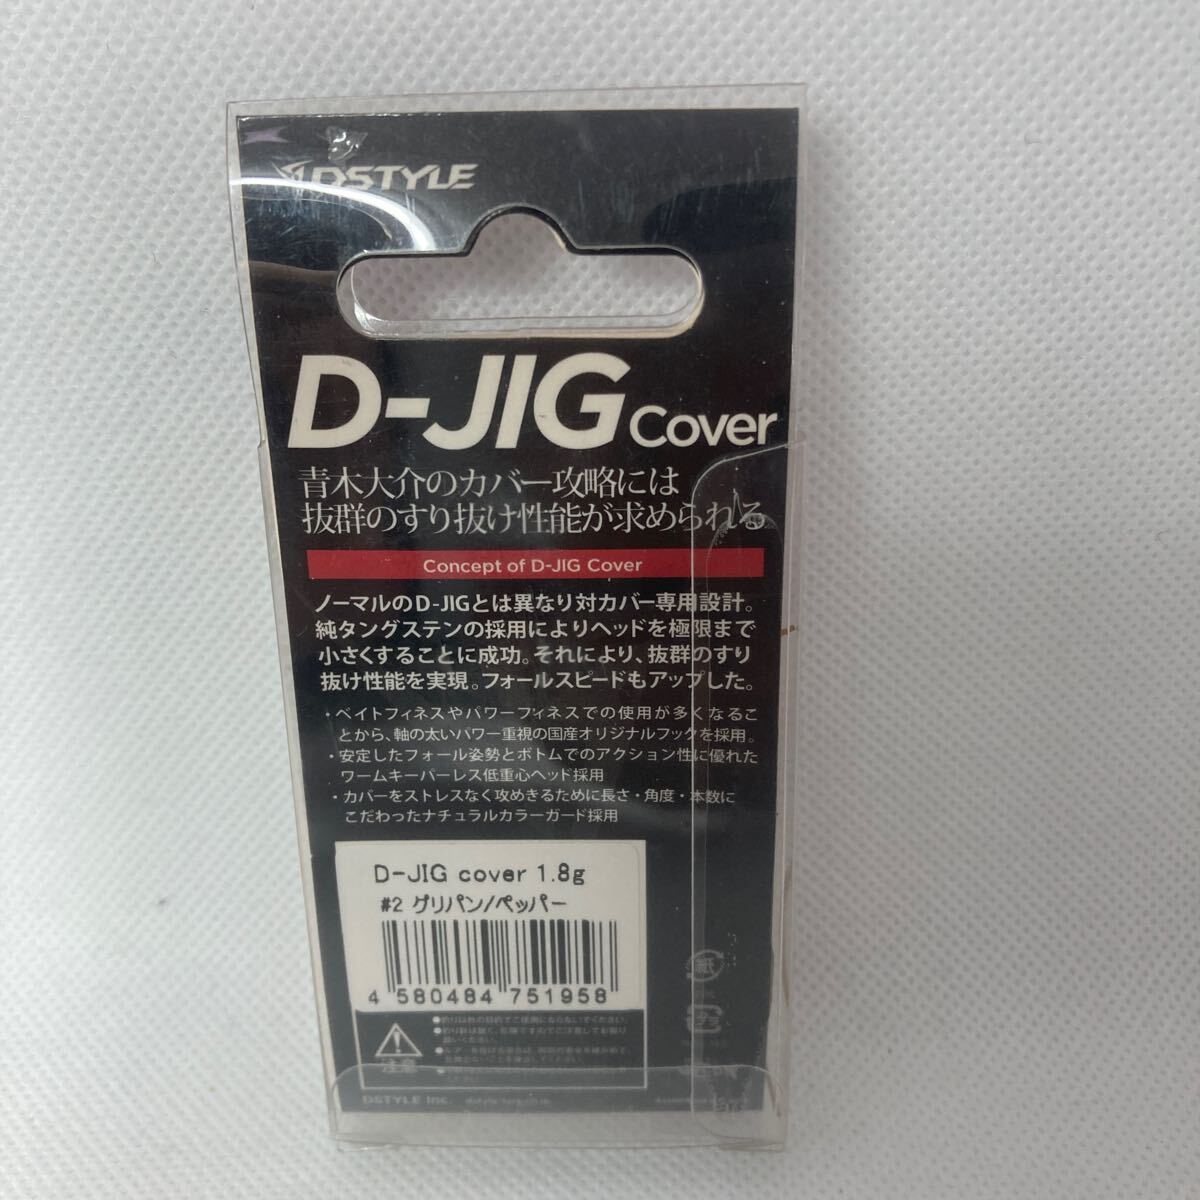 DSTYLE
D-JIG Cover
青木大介のカバー攻略には
抜群のすり抜け性能が求められる
Concept of D-JIG Cover
ノーマルのD-JIGとは異なり対カバー専用設計。
純タングステンの採用によりヘッドを極限まで
小さくすることに成功。それにより、抜群のすり
抜け性能を実現。フォールスピードもアップした。
・ベイトフィネスやパワーフィネスでの使用が多くなるこ
とから、軸の太いパワー重視の国産オリジナルフックを採用。
・安定したフォール姿勢とボトムでのアクション性に優れた
ワームキーパーレス低重心ヘッド採用
・カバーをストレスなく攻めきるために長さ・角度・本数に
こだわったナチュラルカラーガード採用
D-JIG cover 1.8g
#2 グリパン/ペッパー
4 580484 751958
注意
紙
プラ
DSTYLE Inc.